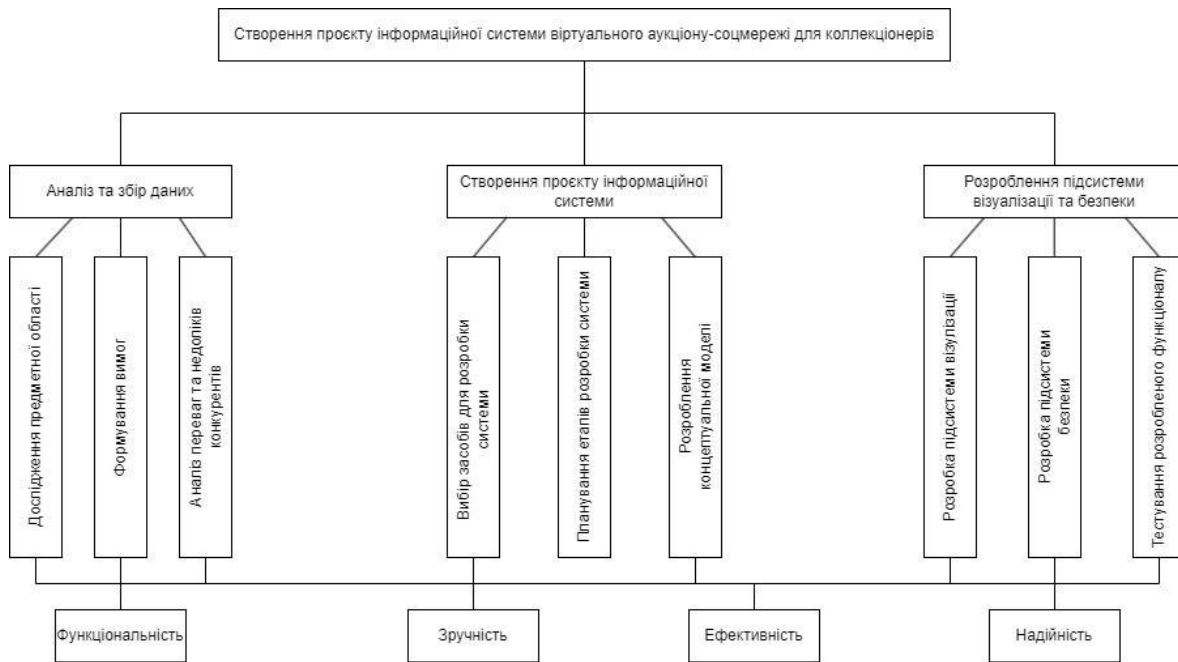 Створення проєкту інформаційної системи віртуального аукціону-соцмережі для коллекціонерів
Аналіз та збір даних
Створення проєкту інформаційної
системи
Розроблення підсистеми
візуалізації та безпеки
Дослідження предметної області
Формування вимог
Аналіз переваг та недоліків
конкурентів
Вибір засобів для розробки
системи
Планування етапів розробки системи
Розроблення
концептуальної моделі
Розробка підсистеми візулізації
Розробка підсистеми
безпеки
Тестування розробленого функціоналу
Функціональність
Зручність
Ефективність
Надійність